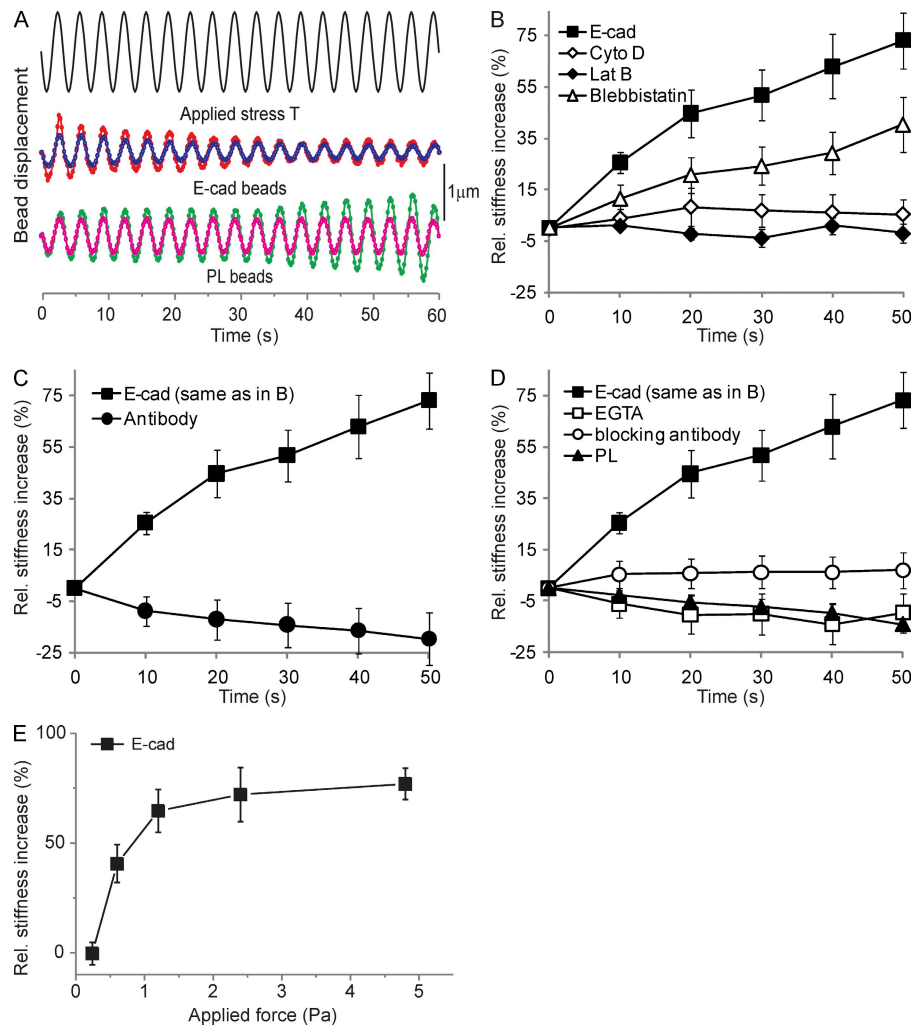 A
Bead displacement
Applied stress T
E-cad beads
1μm
PL beads
0 10 20 30 40 50 60
Time (s)
B
Rel. stiffness increase (%)
75
55
35
15
-5
-25
E-cad
Cyto D
Lat B
Blebbistatin
0 10 20 30 40 50
Time (s)
C
Rel. stiffness increase (%)
75
55
35
15
-5
-25
E-cad (same as in B)
Antibody
0 10 20 30 40 50
Time (s)
D
Rel. stiffness increase (%)
75
55
35
15
-5
-25
E-cad (same as in B)
EGTA
blocking antibody
PL
0 10 20 30 40 50
Time (s)
E
Rel. stiffness increase (%)
100
50
0
E-cad
0 1 2 3 4 5
Applied force (Pa)